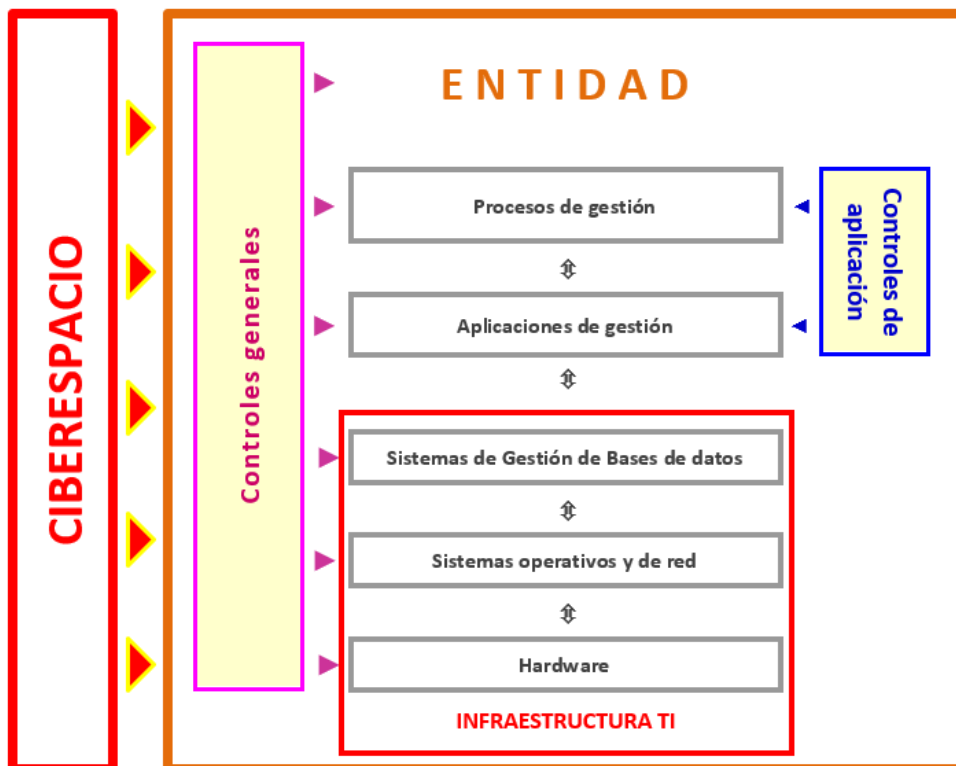 CIBERESPACIO
Controles generales
ENTIDAD
Procesos de gestión
Aplicaciones de gestión
Controles de
aplicación
Sistemas de Gestión de Bases de datos
Sistemas operativos y de red
Hardware
INFRAESTRUCTURA TI